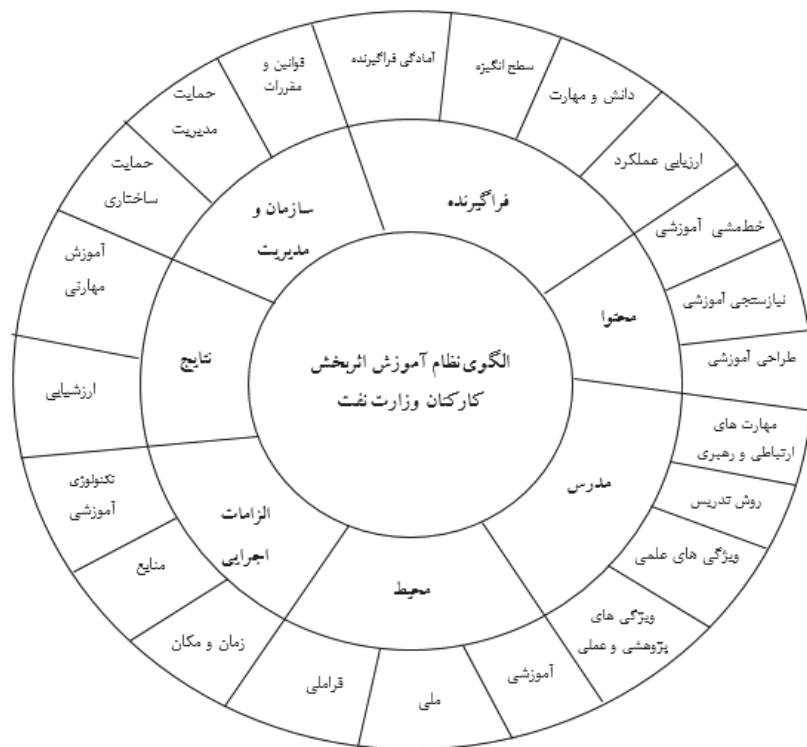 الگوی نظام آموزش اثربخش
کارکنان وزارت نفت
فراگیرنده
آمادگی فراگیرنده
سطح انگیزه
دانش و مهارت
ارزیابی عملکرد
محتوا
خط‌مشی آموزشی
نیازسنجی آموزشی
طراحی آموزشی
مدرس
مهارت های
ارتباطی و رهبری
روش تدریس
ویژگی های علمی
ویژگی های
پژوهشی و عملی
محیط
آموزشی
ملی
فراملی
الزامات
اجرایی
زمان و مکان
منابع
تکنولوژی
آموزشی
نتایج
ارزشیابی
آموزش
مهارتی
سازمان و
مدیریت
حمایت
ساختاری
حمایت
مدیریت
قوانین و
مقررات